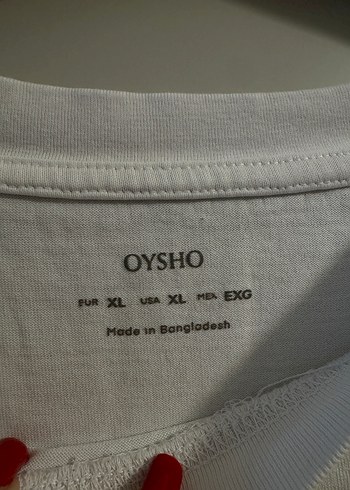 OYSHO
EUR XL USA XL MEX EXG
Made in Bangladesh